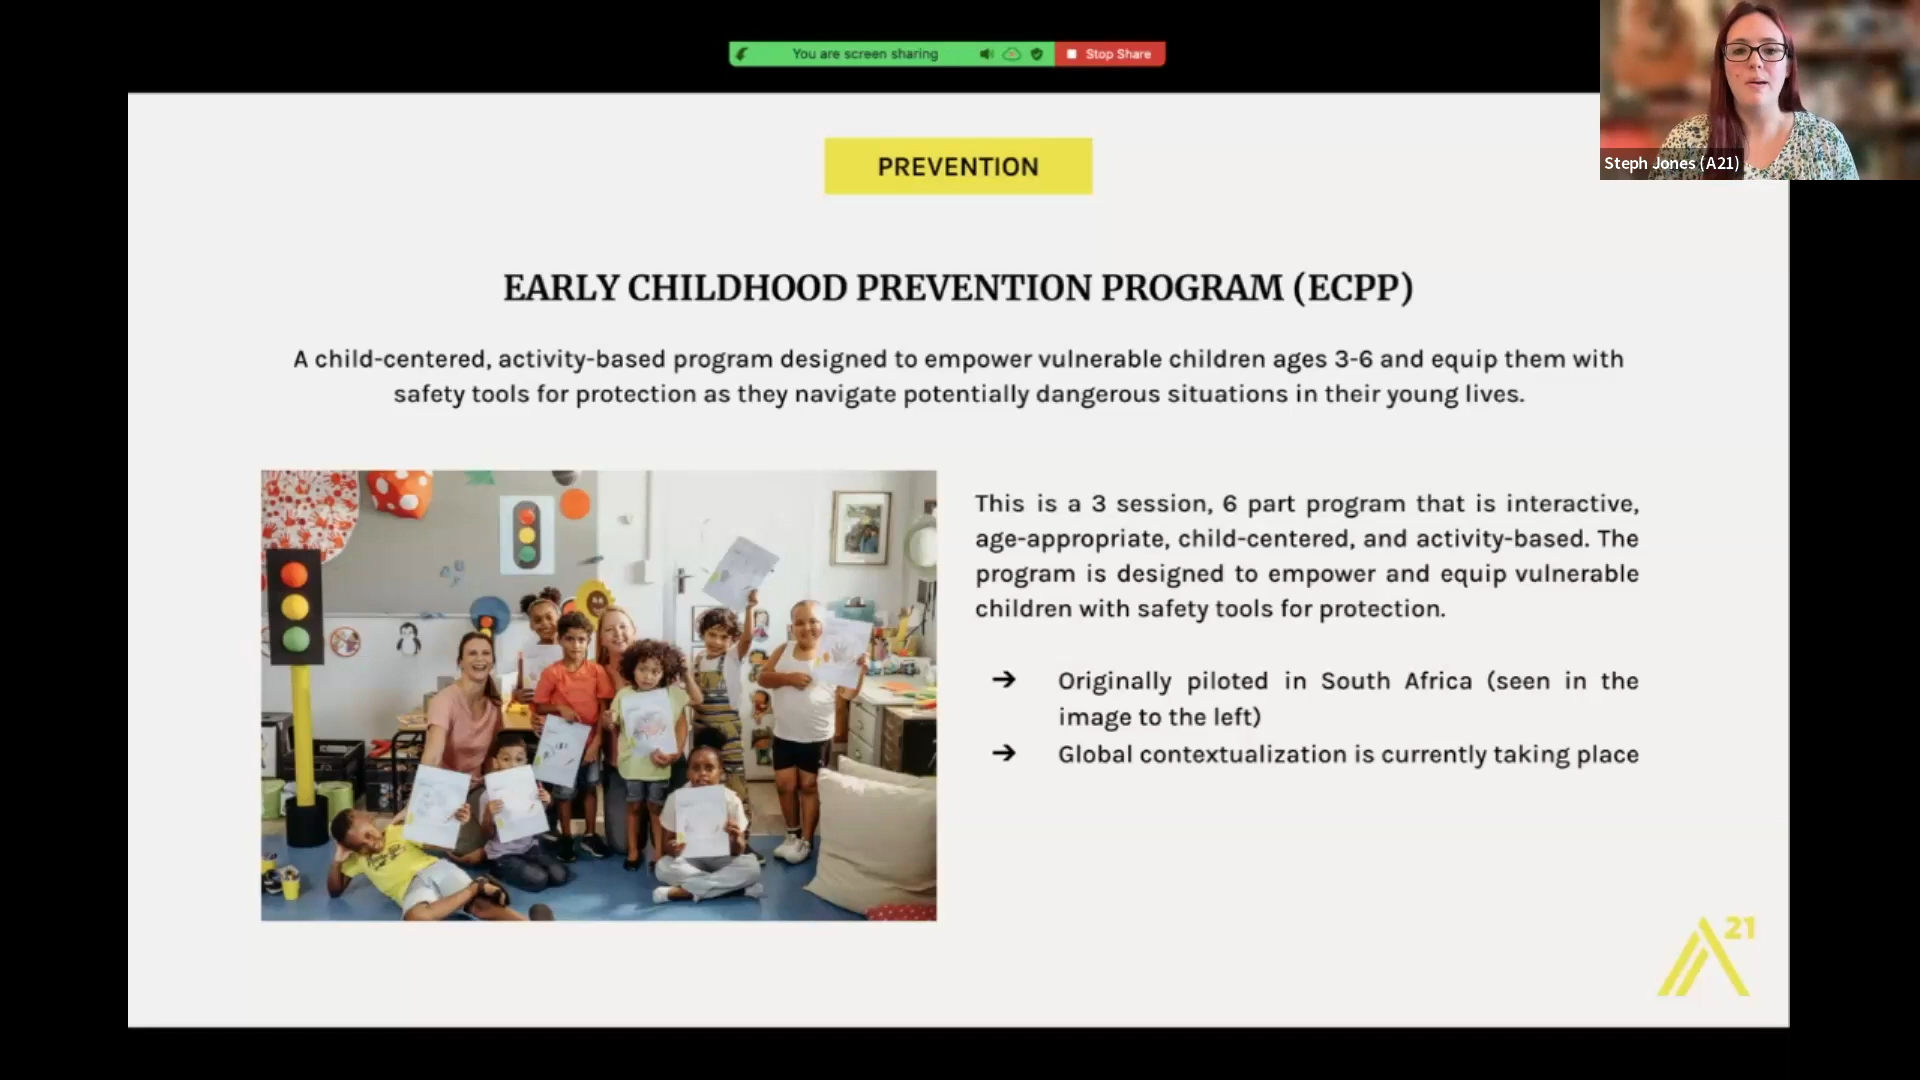 You are screen sharing
Stop Share
Steph Jones (A21)
PREVENTION
EARLY CHILDHOOD PREVENTION PROGRAM (ECPP)
A child-centered, activity-based program designed to empower vulnerable children ages 3-6 and equip them with
safety tools for protection as they navigate potentially dangerous situations in their young lives.
This is a 3 session, 6 part program that is interactive,
age-appropriate, child-centered, and activity-based. The
program is designed to empower and equip vulnerable
children with safety tools for protection.
➔ Originally piloted in South Africa (seen in the
image to the left)
➔ Global contextualization is currently taking place
A21